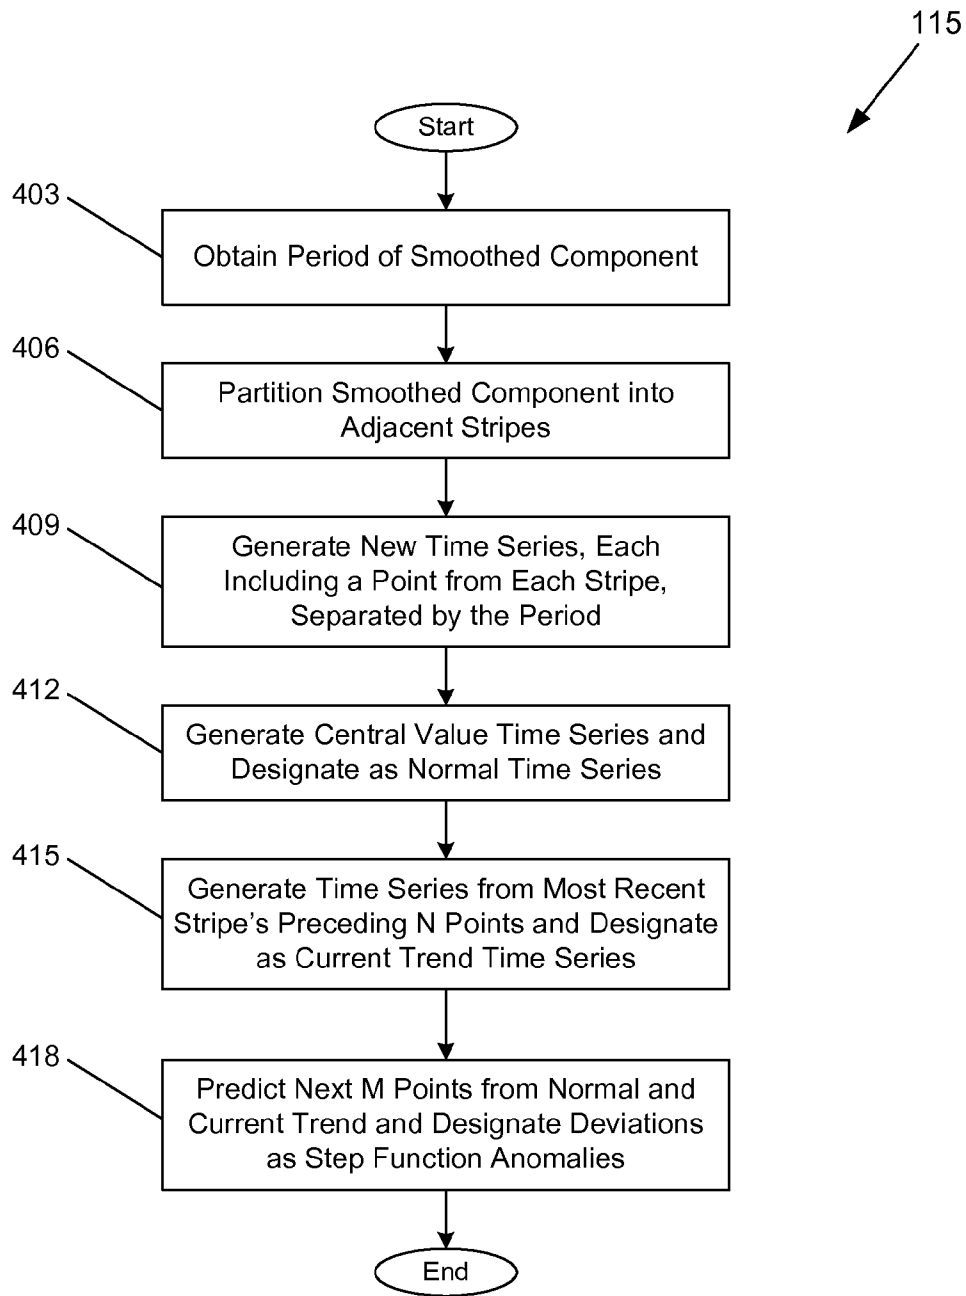 115
Start
403
Obtain Period of Smoothed Component
406
Partition Smoothed Component into
Adjacent Stripes
409
Generate New Time Series, Each
Including a Point from Each Stripe,
Separated by the Period
412
Generate Central Value Time Series and
Designate as Normal Time Series
415
Generate Time Series from Most Recent
Stripe's Preceding N Points and Designate
as Current Trend Time Series
418
Predict Next M Points from Normal and
Current Trend and Designate Deviations
as Step Function Anomalies
End